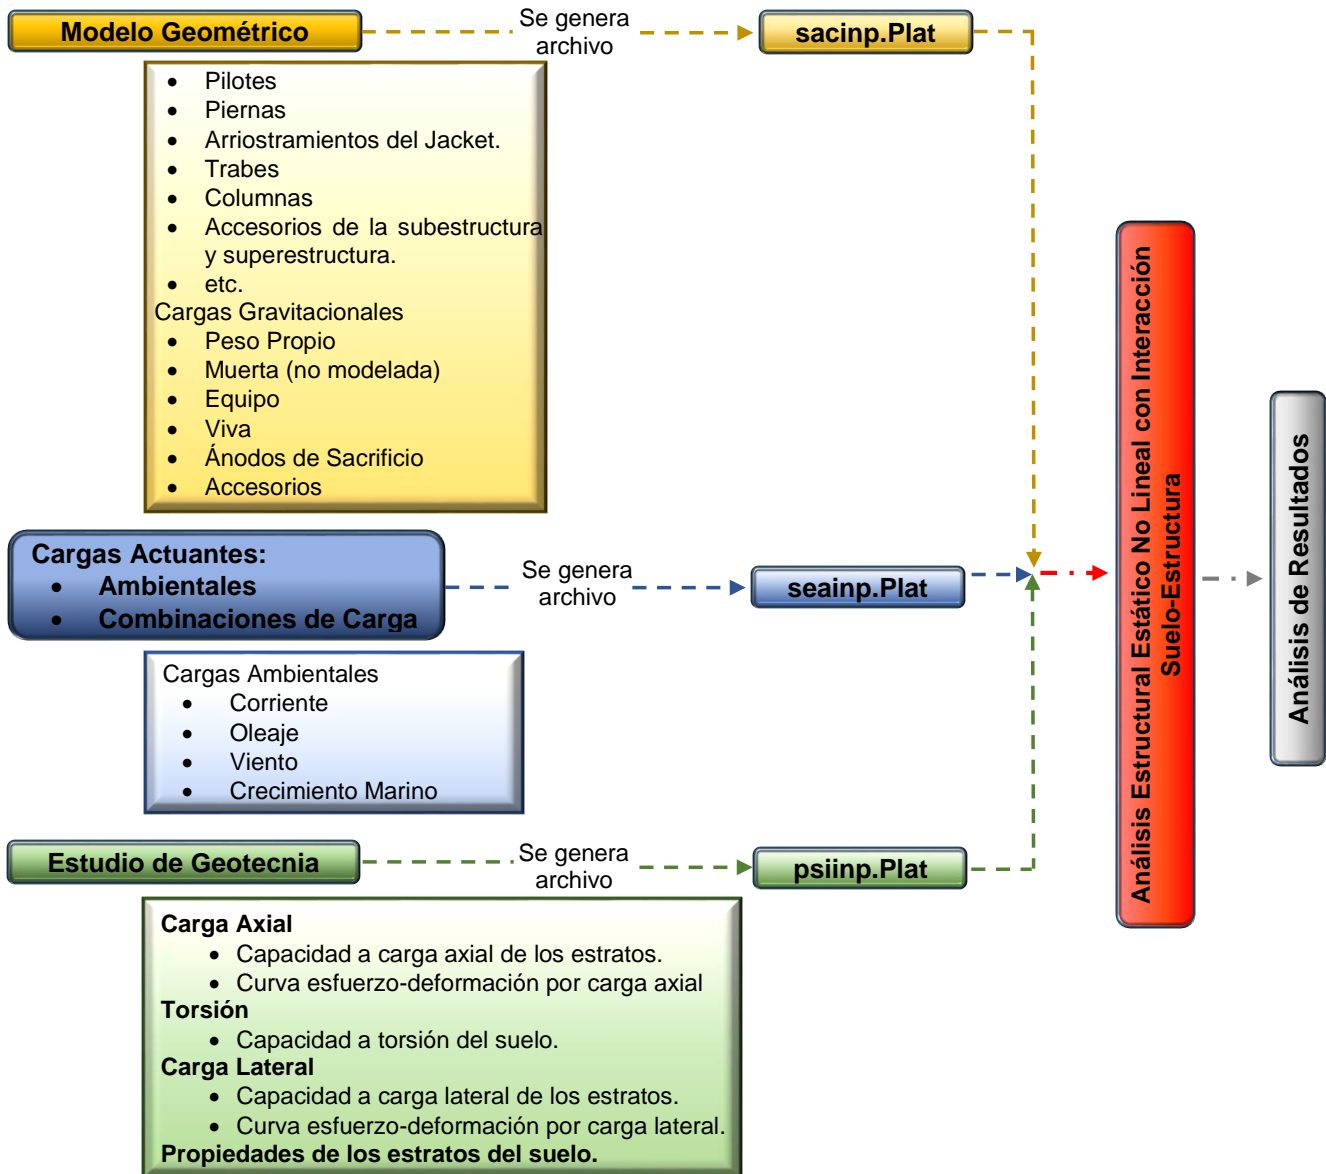 Modelo Geométrico
Se genera
archivo
sacinp.Plat
• Pilotes
• Piernas
• Arriostramientos del Jacket.
• Trabes
• Columnas
• Accesorios de la subestructura
y superestructura.
• etc.
Cargas Gravitacionales
• Peso Propio
• Muerta (no modelada)
• Equipo
• Viva
• Ánodos de Sacrificio
• Accesorios
Cargas Actuantes:
• Ambientales
• Combinaciones de Carga
Se genera
archivo
seainp.Plat
Cargas Ambientales
• Corriente
• Oleaje
• Viento
• Crecimiento Marino
Estudio de Geotecnia
Se genera
archivo
psiinp.Plat
Carga Axial
• Capacidad a carga axial de los estratos.
• Curva esfuerzo-deformación por carga axial
Torsión
• Capacidad a torsión del suelo.
Carga Lateral
• Capacidad a carga lateral de los estratos.
• Curva esfuerzo-deformación por carga lateral.
Propiedades de los estratos del suelo.
Análisis Estructural Estático No Lineal con Interacción
Suelo-Estructura
Análisis de Resultados